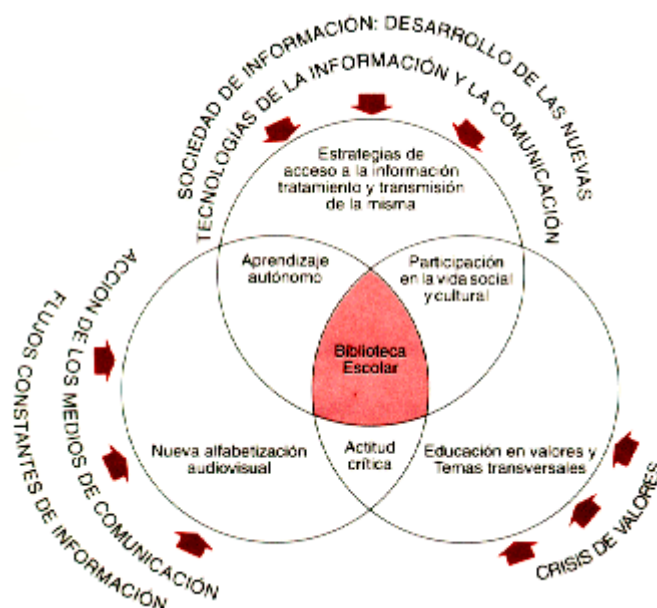 SOCIEDAD DE INFORMACIÓN: DESARROLLO DE LAS NUEVAS
TECNOLOGÍAS DE LA INFORMACIÓN Y LA COMUNICACIÓN
Estrategias de
acceso a la información
tratamiento y transmisión
de la misma
Aprendizaje
autónomo
Participación
en la vida social
y cultural
Biblioteca
Escolar
Nueva alfabetización
audiovisual
Actitud
crítica
Educación en valores y
Temas transversales
ACCIÓN DE LOS MEDIOS DE COMUNICACIÓN
FLUJOS CONSTANTES DE INFORMACIÓN
CRISIS DE VALORES